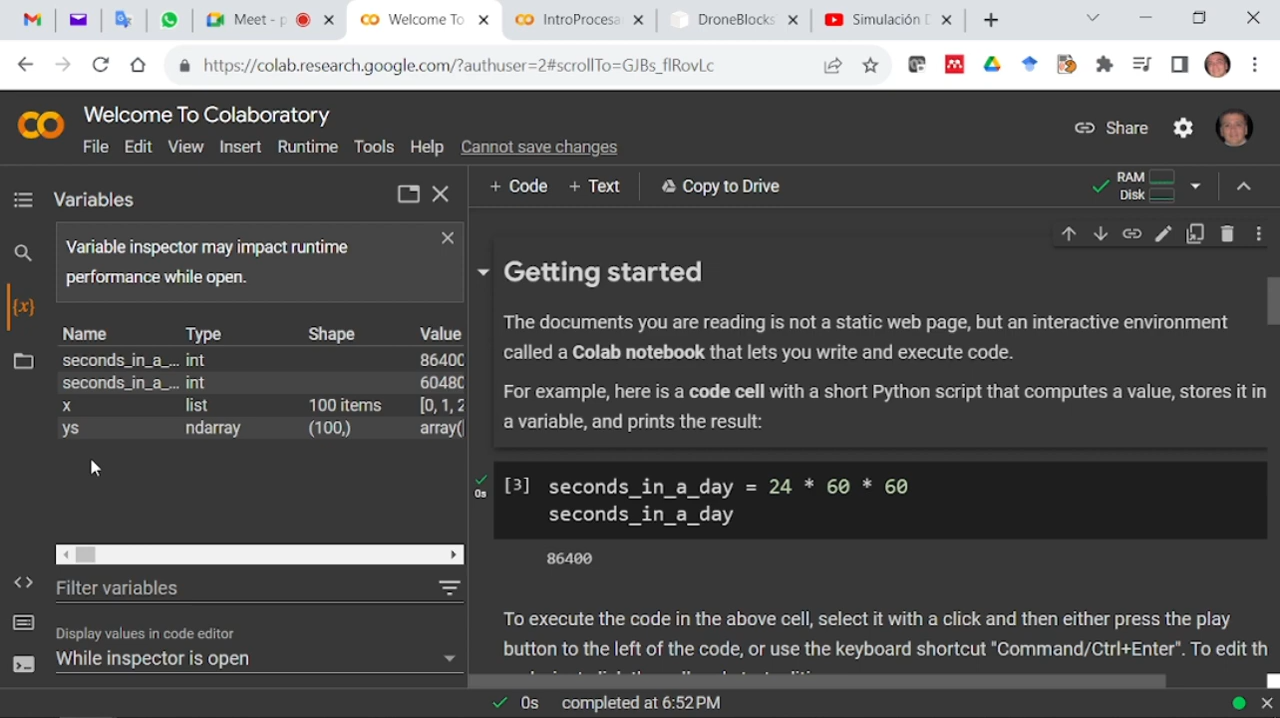 Meet - p
Welcome To
IntroProcesa
DroneBlocks
Simulación
https://colab.research.google.com/?authuser=2#scrollTo=GJBs_flRovLc
CO
Welcome To Colaboratory
Share
File Edit View Insert Runtime Tools Help Cannot save changes
Variables
+ Code + Text Copy to Drive
RAM
Disk
Variable inspector may impact runtime
performance while open.
Name Type Shape Value
seconds_in_a_... int 86400
seconds_in_a_... int 60480
x list 100 items [0, 1, 2
ys ndarray (100,) array(
{x}
Filter variables
Display values in code editor
While inspector is open
Getting started
The documents you are reading is not a static web page, but an interactive environment
called a Colab notebook that lets you write and execute code.
For example, here is a code cell with a short Python script that computes a value, stores it in
a variable, and prints the result:
0s
[3] seconds_in_a_day = 24 * 60 * 60
seconds_in_a_day
86400
To execute the code in the above cell, select it with a click and then either press the play
button to the left of the code, or use the keyboard shortcut "Command/Ctrl+Enter". To edit th
0s completed at 6:52 PM